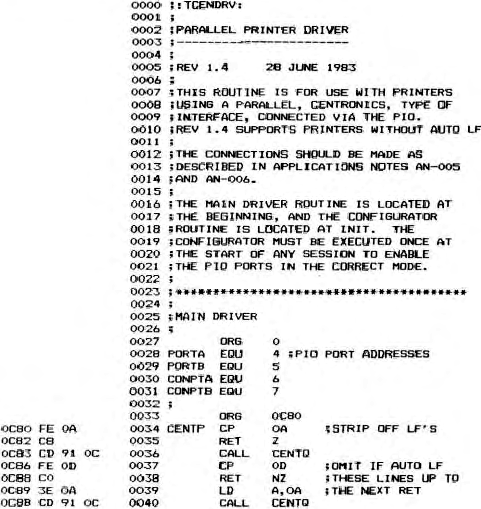 0000 ;:TCENDRV:
0001 ;
0002 ;PARALLEL PRINTER DRIVER
0003 ;-----------------------
0004 ;
0005 ;REV 1.4     28 JUNE 1983
0006 ;
0007 ;THIS ROUTINE IS FOR USE WITH PRINTERS
0008 ;USING A PARALLEL, CENTRONICS, TYPE OF
0009 ;INTERFACE, CONNECTED VIA THE PIO.
0010 ;REV 1.4 SUPPORTS PRINTERS WITHOUT AUTO LF
0011 ;
0012 ;THE CONNECTIONS SHOULD BE MADE AS
0013 ;DESCRIBED IN APPLICATIONS NOTES AN-005
0014 ;AND AN-006.
0015 ;
0016 ;THE MAIN DRIVER ROUTINE IS LOCATED AT
0017 ;THE BEGINNING, AND THE CONFIGURATOR
0018 ;ROUTINE IS LOCATED AT INIT.  THE
0019 ;CONFIGURATOR MUST BE EXECUTED ONCE AT
0020 ;THE START OF ANY SESSION TO ENABLE
0021 ;THE PIO PORTS IN THE CORRECT MODE.
0022 ;
0023 ;***************************************
0024 ;
0025 ;MAIN DRIVER
0026 ;
0027        ORG    0
0028 PORTA  EQU    4 ;PIO PORT ADDRESSES
0029 PORTB  EQU    5
0030 CONPTA EQU    6
0031 CONPTB EQU    7
0032 ;
0033        ORG    0C80
0C80 FE 0A     0034 CENTP  CP     0A     ;STRIP OFF LF'S
0C82 C8        0035        RET    Z
0C83 CD 91 0C  0036        CALL   CENTQ
0C86 FE 0D     0037        CP     0D     ;OMIT IF AUTO LF
0C88 C0        0038        RET    NZ     ;THESE LINES UP TO
0C89 3E 0A     0039        LD     A,0A   ;THE NEXT RET
0C8B CD 91 0C  0040        CALL   CENTQ